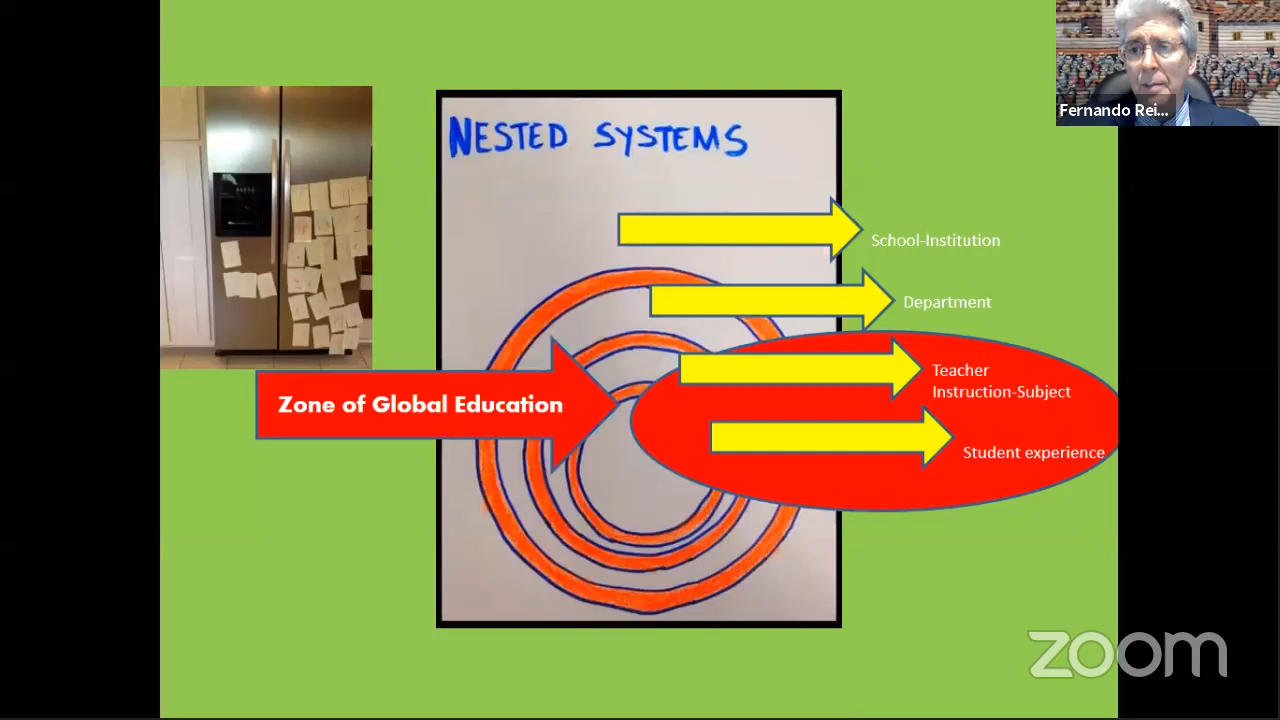 Fernando Rei...
NESTED SYSTEMS
School-Institution
Department
Teacher
Instruction-Subject
Zone of Global Education
Student experience
zoom